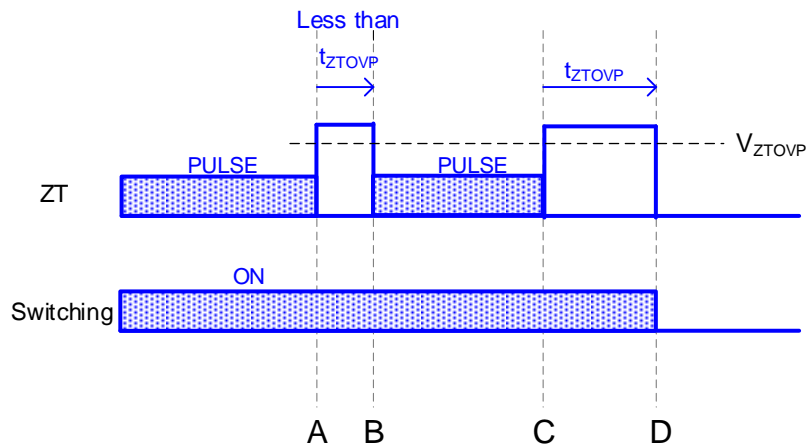 Less than
tZTOVP
tZTOVP
VZTOVP
PULSE
PULSE
ZT
ON
Switching
A
B
C
D